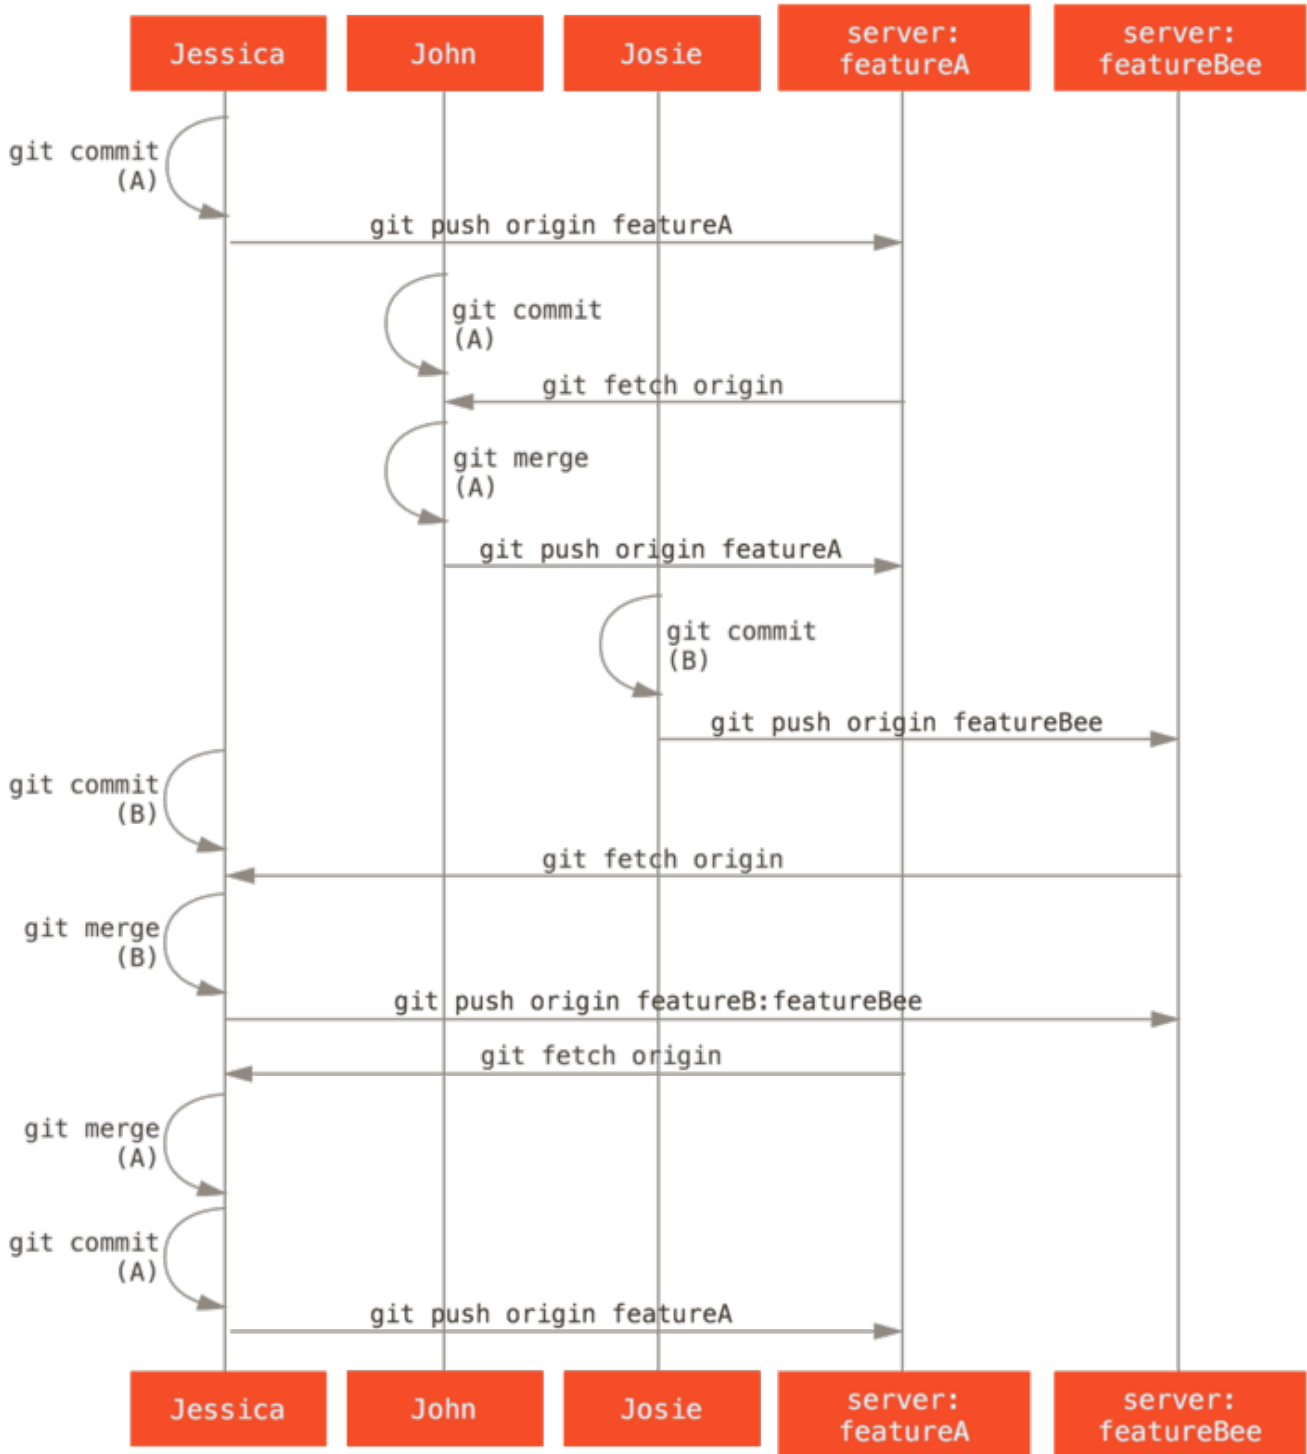 Jessica
John
Josie
server:
featureA
server:
featureBee
git commit
(A)
git push origin featureA
git commit
(A)
git fetch origin
git merge
(A)
git push origin featureA
git commit
(B)
git push origin featureBee
git commit
(B)
git fetch origin
git merge
(B)
git push origin featureB:featureBee
git fetch origin
git merge
(A)
git commit
(A)
git push origin featureA
Jessica
John
Josie
server:
featureA
server:
featureBee